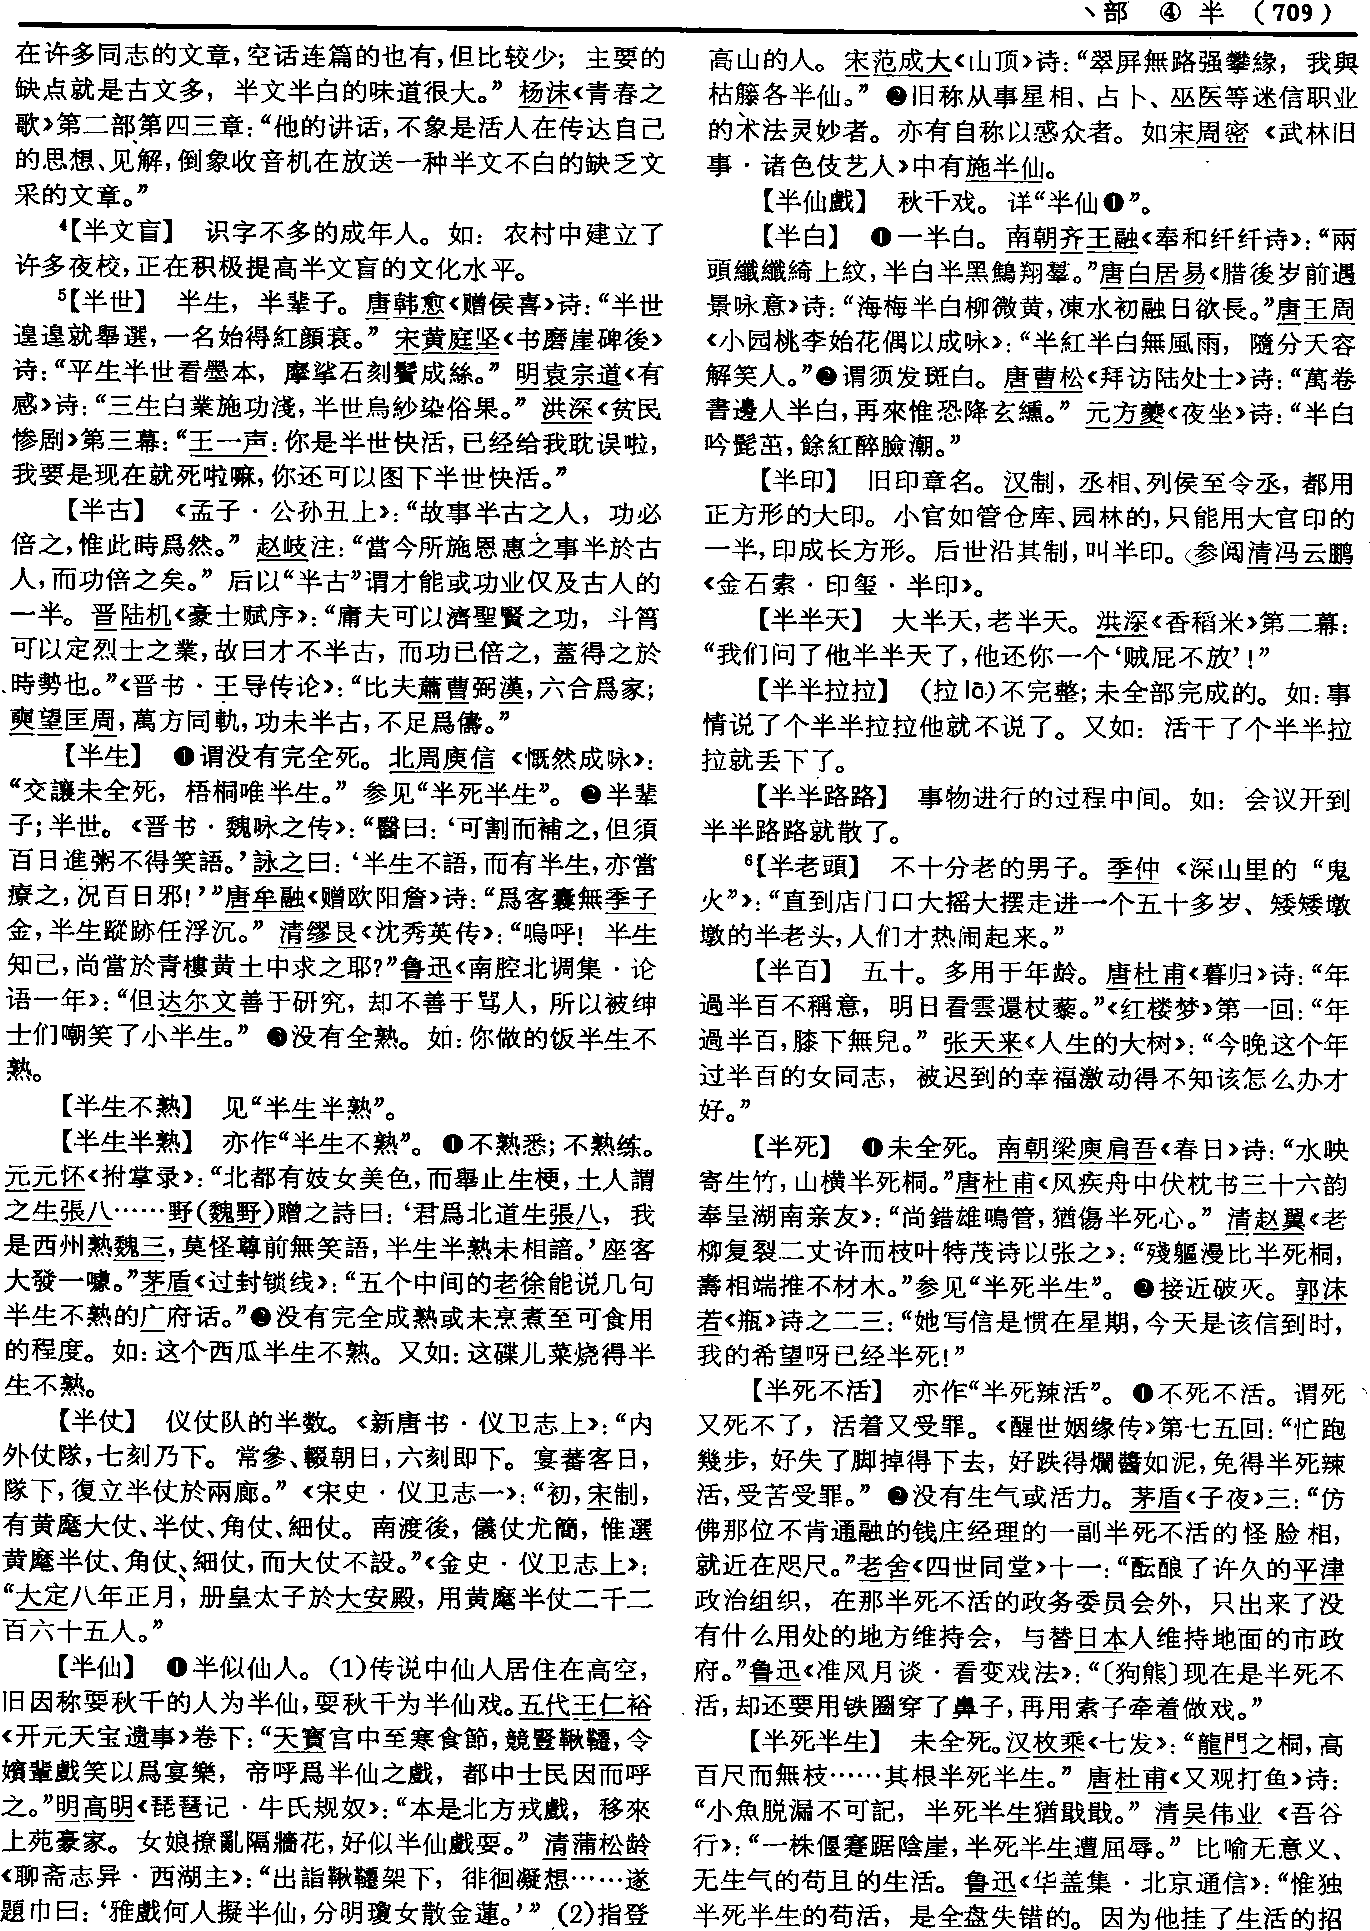 丶部 ④ 半 (709)
在许多同志的文章,空话连篇的也有,但比较少；主要的
缺点就是古文多，半文半白的味道很大。”杨沫《青春之
歌》第二部第四三章：“他的讲话,不象是活人在传达自己
的思想、见解,倒象收音机在放送一种半文不白的缺乏文
采的文章。”
⁴【半文盲】 识字不多的成年人。如：农村中建立了
许多夜校,正在积极提高半文盲的文化水平。
⁵【半世】 半生，半辈子。唐韩愈《赠侯喜》诗：“半世
遑遑就舉選,一名始得紅顔衰。”宋黄庭坚《书磨崖碑後》
诗：“平生半世看墨本，摩挲石刻鬢成絲。”明袁宗道《有
感》诗：“三生白業施功淺,半世烏紗染俗果。”洪深《贫民
惨剧》第三幕：“王一声：你是半世快活,已经给我耽误啦,
我要是现在就死啦嘛,你还可以图下半世快活。”
【半古】 《孟子·公孙丑上》：“故事半古之人，功必
倍之,惟此時爲然。”赵岐注：“當今所施恩惠之事半於古
人,而功倍之矣。”后以“半古”谓才能或功业仅及古人的
一半。晋陆机《豪士赋序》：“庸夫可以濟聖賢之功，斗筲
可以定烈士之業,故曰才不半古，而功已倍之，蓋得之於
時勢也。”《晋书·王导传论》：“比夫蕭曹弼漢,六合爲家；
奭望匡周,萬方同軌,功未半古,不足爲儔。”
【半生】 ❶谓没有完全死。北周庾信《慨然成咏》：
“交讓未全死，梧桐唯半生。”参见“半死半生”。❷半辈
子；半世。《晋书·魏咏之传》：“醫曰：‘可割而補之,但須
百日進粥不得笑語。’詠之曰：‘半生不語,而有半生,亦當
療之,况百日邪！’”唐牟融《赠欧阳詹》诗：“爲客囊無季子
金,半生蹤跡任浮沉。”清缪艮《沈秀英传》：“嗚呼！半生
知己,尚當於青樓黄土中求之耶?”鲁迅《南腔北调集·论
语一年》：“但达尔文善于研究，却不善于骂人，所以被绅
士们嘲笑了小半生。”❸没有全熟。如：你做的饭半生不
熟。
【半生不熟】 见“半生半熟”。
【半生半熟】 亦作“半生不熟”。❶不熟悉；不熟练。
元元怀《拊掌录》：“北都有妓女美色,而舉止生梗,土人謂
之生張八……野(魏野)贈之詩曰：‘君爲北道生張八，我
是西州熟魏三,莫怪尊前無笑語,半生半熟未相諳。’座客
大發一噱。”茅盾《过封锁线》：“五个中间的老徐能说几句
半生不熟的广府话。”❷没有完全成熟或未烹煮至可食用
的程度。如：这个西瓜半生不熟。又如：这碟儿菜烧得半
生不熟。
【半仗】 仪仗队的半数。《新唐书·仪卫志上》：“内
外仗隊,七刻乃下。常參、輟朝日,六刻即下。宴蕃客日,
隊下,復立半仗於兩廊。”《宋史·仪卫志一》：“初,宋制,
有黄麾大仗、半仗、角仗、細仗。南渡後，儀仗尤簡，惟選
黄麾半仗、角仗、細仗,而大仗不設。”《金史·仪卫志上》：
“大定八年正月，册皇太子於大安殿，用黄麾半仗二千二
百六十五人。”
【半仙】 ❶半似仙人。(1)传说中仙人居住在高空，
旧因称耍秋千的人为半仙,耍秋千为半仙戏。五代王仁裕
《开元天宝遗事》卷下：“天寳宫中至寒食節,競豎鞦韆,令
嬪輩戲笑以爲宴樂，帝呼爲半仙之戲，都中士民因而呼
之。”明高明《琵琶记·牛氏规奴》：“本是北方戎戲，移來
上苑豪家。女娘撩亂隔牆花,好似半仙戲耍。”清蒲松龄
《聊斋志异·西湖主》：“出詣鞦韆架下，徘徊凝想……遂
題巾曰：‘雅戲何人擬半仙,分明瓊女散金蓮。’”(2)指登
高山的人。宋范成大《山顶》诗：“翠屏無路强攀緣，我與
枯籐各半仙。”❷旧称从事星相、占卜、巫医等迷信职业
的术法灵妙者。亦有自称以惑众者。如宋周密《武林旧
事·诸色伎艺人》中有施半仙。
【半仙戲】 秋千戏。详“半仙❶”。
【半白】 ❶一半白。南朝齐王融《奉和纤纤诗》：“兩
頭纖纖綺上紋,半白半黑鷁翔羣。”唐白居易《腊後岁前遇
景咏意》诗：“海梅半白柳微黄,凍水初融日欲長。”唐王周
《小园桃李始花偶以成咏》：“半紅半白無風雨，隨分夭容
解笑人。”❷谓须发斑白。唐曹松《拜访陆处士》诗：“萬卷
書邊人半白,再來惟恐降玄纁。”元方夔《夜坐》诗：“半白
吟髭茁,餘紅醉臉潮。”
【半印】 旧印章名。汉制，丞相、列侯至令丞，都用
正方形的大印。小官如管仓库、园林的,只能用大官印的
一半,印成长方形。后世沿其制,叫半印。参阅清冯云鹏
《金石索·印玺·半印》。
【半半天】 大半天,老半天。洪深《香稻米》第二幕：
“我们问了他半半天了,他还你一个‘贼屁不放’！”
【半半拉拉】 (拉 lā)不完整；未全部完成的。如：事
情说了个半半拉拉他就不说了。又如：活干了个半半拉
拉就丢下了。
【半半路路】 事物进行的过程中间。如：会议开到
半半路路就散了。
⁶【半老頭】 不十分老的男子。季仲《深山里的“鬼
火”》：“直到店门口大摇大摆走进一个五十多岁、矮矮墩
墩的半老头,人们才热闹起来。”
【半百】 五十。多用于年龄。唐杜甫《暮归》诗：“年
過半百不稱意，明日看雲還杖藜。”《红楼梦》第一回：“年
過半百,膝下無兒。”张天来《人生的大树》：“今晚这个年
过半百的女同志，被迟到的幸福激动得不知该怎么办才
好。”
【半死】 ❶未全死。南朝梁庾肩吾《春日》诗：“水映
寄生竹,山横半死桐。”唐杜甫《风疾舟中伏枕书三十六韵
奉呈湖南亲友》：“尚錯雄鳴管,猶傷半死心。”清赵翼《老
柳复裂二丈许而枝叶特茂诗以张之》：“殘軀漫比半死桐，
壽相端推不材木。”参见“半死半生”。❷接近破灭。郭沫
若《瓶》诗之二三：“她写信是惯在星期,今天是该信到时,
我的希望呀已经半死！”
【半死不活】 亦作“半死辣活”。❶不死不活。谓死
又死不了，活着又受罪。《醒世姻缘传》第七五回：“忙跑
幾步，好失了脚掉得下去，好跌得爛醬如泥,免得半死辣
活,受苦受罪。”❷没有生气或活力。茅盾《子夜》三：“仿
佛那位不肯通融的钱庄经理的一副半死不活的怪脸相，
就近在咫尺。”老舍《四世同堂》十一：“酝酿了许久的平津
政治组织，在那半死不活的政务委员会外，只出来了没
有什么用处的地方维持会，与替日本人维持地面的市政
府。”鲁迅《准风月谈·看变戏法》：“〔狗熊〕现在是半死不
活,却还要用铁圈穿了鼻子,再用索子牵着做戏。”
【半死半生】 未全死。汉枚乘《七发》：“龍門之桐,高
百尺而無枝……其根半死半生。”唐杜甫《又观打鱼》诗：
“小魚脱漏不可記，半死半生猶戢戢。”清吴伟业《吾谷
行》：“一株偃蹇踞陰崖,半死半生遭屈辱。”比喻无意义、
无生气的苟且的生活。鲁迅《华盖集·北京通信》：“惟独
半死半生的苟活，是全盘失错的。因为他挂了生活的招